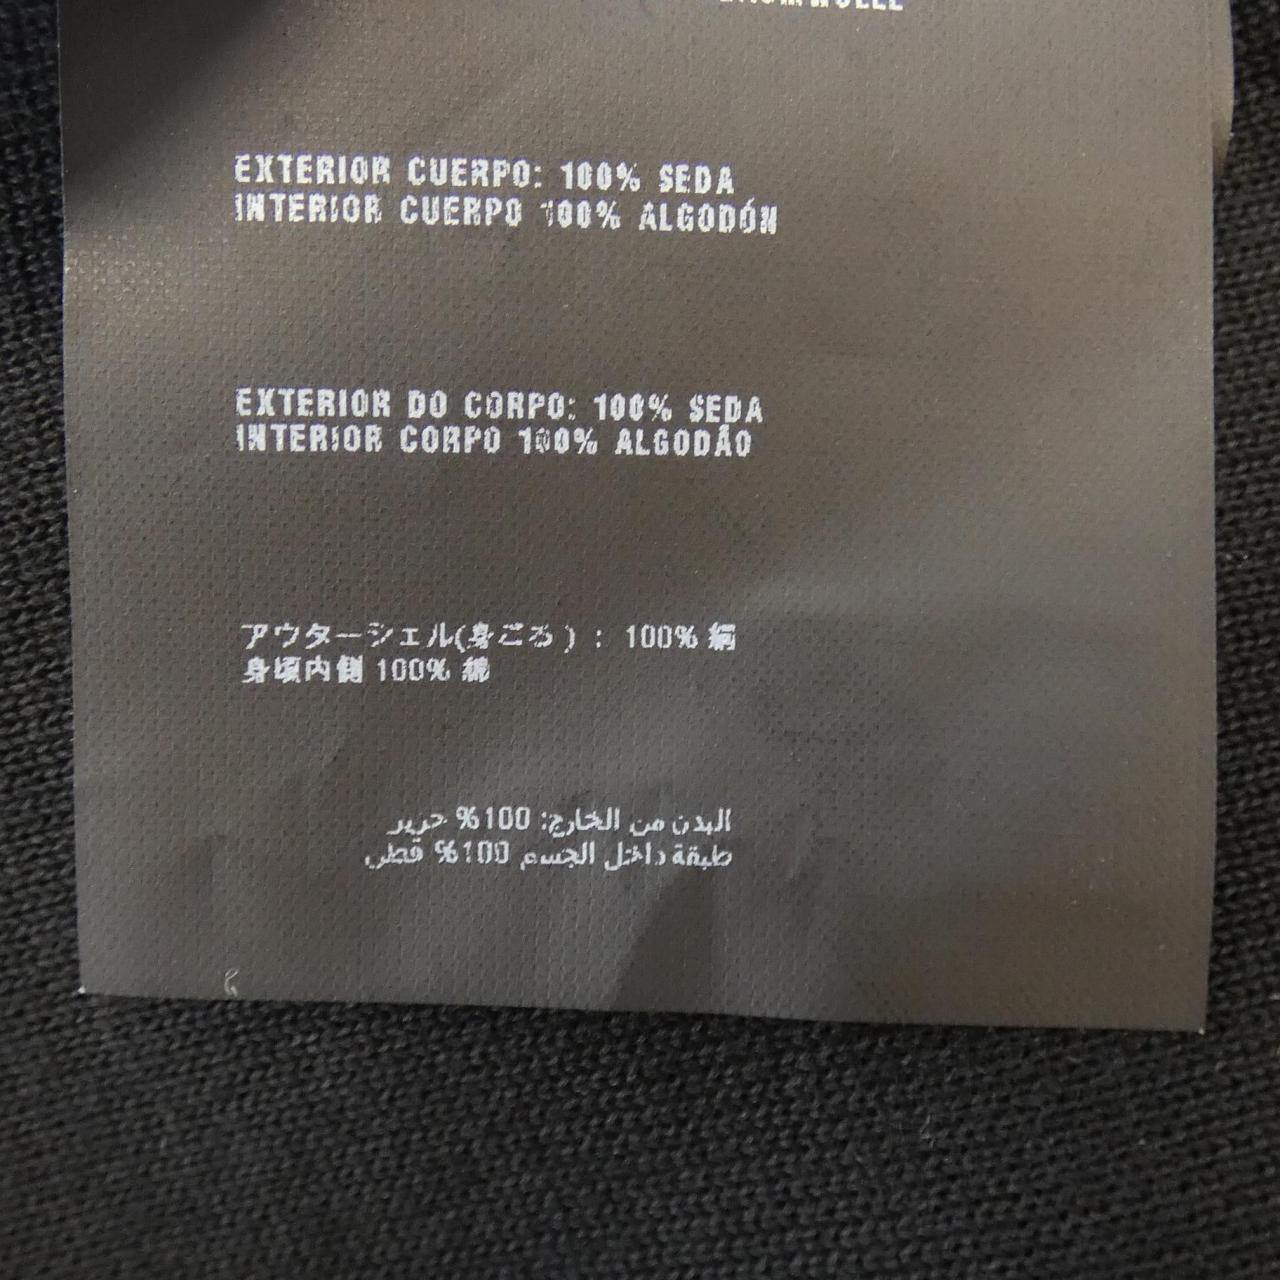 EXTERIOR CUERPO: 100% SEDA
INTERIOR CUERPO 100% ALGODÓN
EXTERIOR DO CORPO: 100% SEDA
INTERIOR CORPO 100% ALGODÃO
アウターシェル(身ごろ) : 100% 絹
身頃内側 100% 綿
البدن من الخارج: 100% حرير
طبقة داخل الجسم 100% قطن